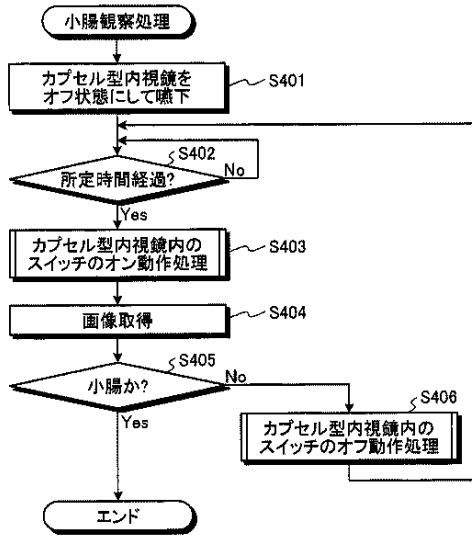 小腸観察処理
カプセル型内視鏡を
オフ状態にして嚥下
S401
S402
所定時間経過?
No
Yes
カプセル型内視鏡内の
スイッチのオン動作処理
S403
画像取得
S404
S405
小腸か?
No
Yes
S406
カプセル型内視鏡内の
スイッチのオフ動作処理
エンド